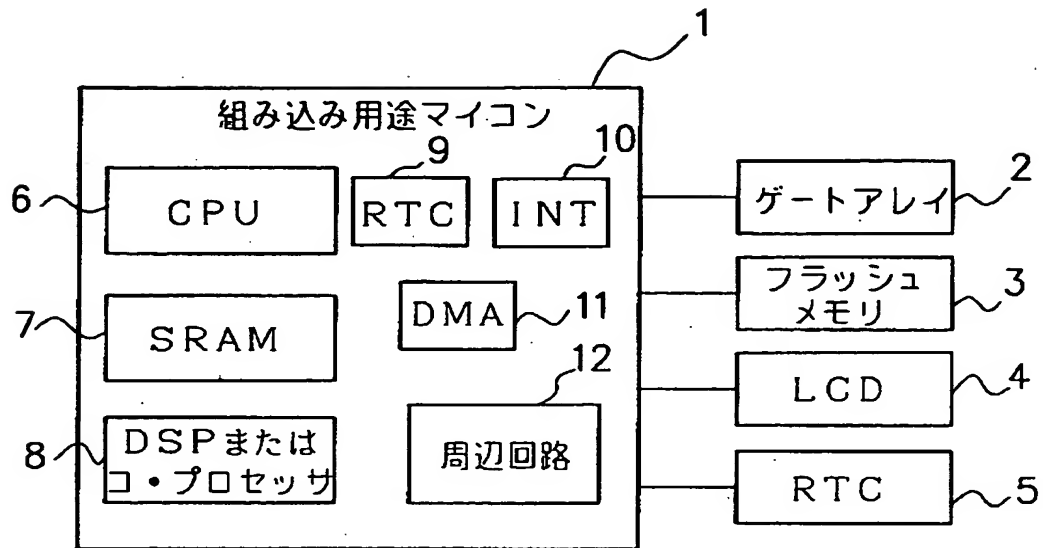 1
組み込み用途マイコン
9
10
6
CPU
RTC
INT
2
ゲートアレイ
フラッシュ
メモリ
3
7
SRAM
DMA
11
12
LCD
4
8
DSPまたは
コ・プロセッサ
周辺回路
RTC
5